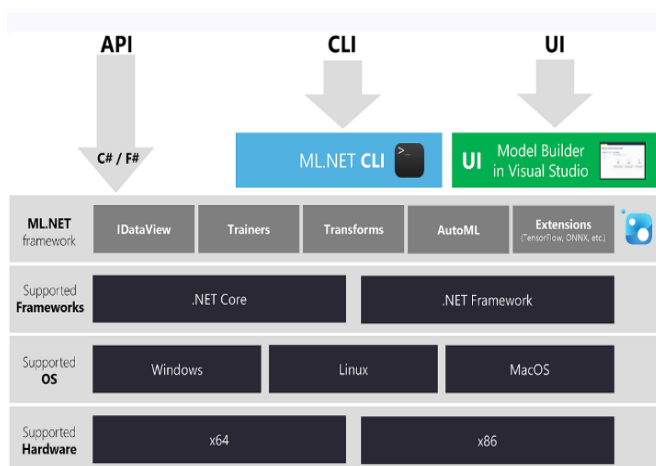 API
CLI
UI
C# / F#
ML.NET CLI
>_
UI
Model Builder
in Visual Studio
ML.NET
framework
IDataView
Trainers
Transforms
AutoML
Extensions
(TensorFlow, ONNX, etc.)
Supported
Frameworks
.NET Core
.NET Framework
Supported
OS
Windows
Linux
MacOS
Supported
Hardware
x64
x86